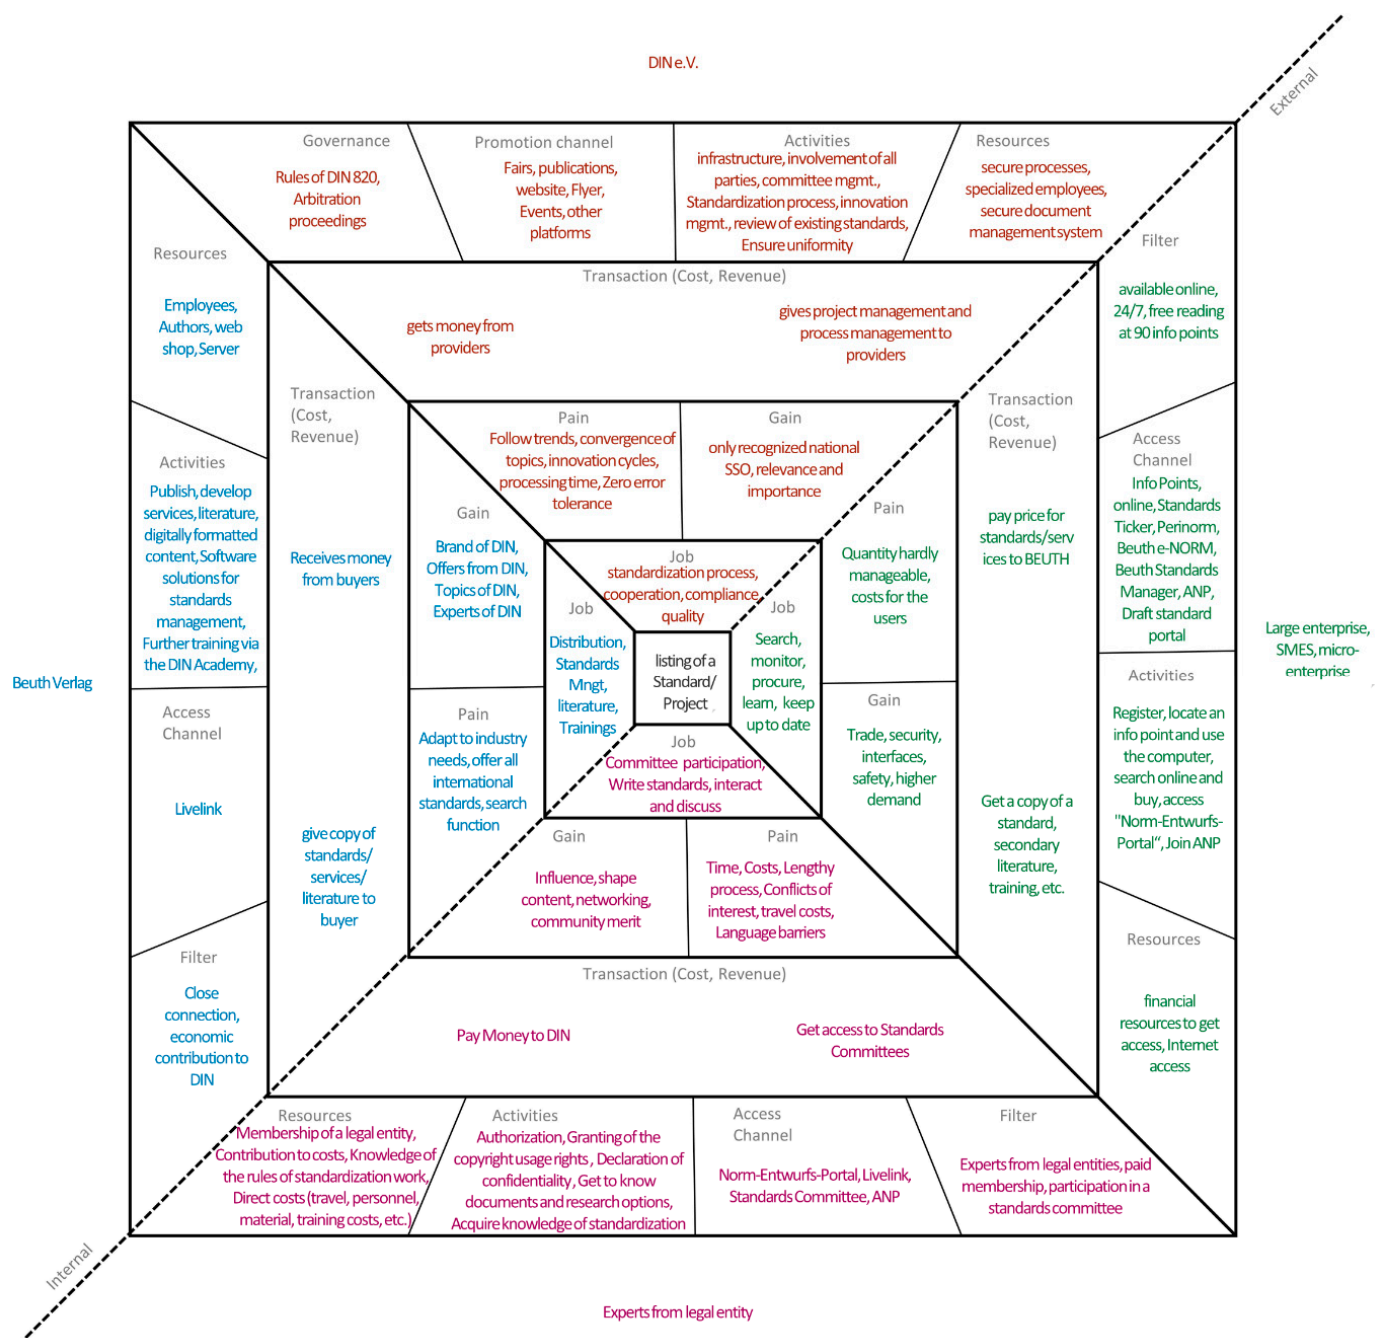 DIN e.V.
External
Governance
Rules of DIN 820,
Arbitration
proceedings
Promotion channel
Fairs, publications,
website, Flyer,
Events, other
platforms
Activities
infrastructure, involvement of all
parties, committee mgmt.,
Standardization process, innovation
mgmt., review of existing standards,
Ensure uniformity
Resources
secure processes,
specialized employees,
secure document
management system
Transaction (Cost, Revenue)
gets money from
providers
gives project management and
process management to
providers
Pain
Follow trends, convergence of
topics, innovation cycles,
processing time, Zero error
tolerance
Gain
only recognized national
SSO, relevance and
importance
Job
standardization process,
cooperation, compliance,
quality
Beuth Verlag
Resources
Employees,
Authors, web
shop, Server
Activities
Publish, develop
services, literature,
digitally formatted
content, Software
solutions for
standards
management,
Further training via
the DIN Academy,
Access
Channel
Livelink
Filter
Close
connection,
economic
contribution to
DIN
Transaction
(Cost,
Revenue)
Receives money
from buyers
give copy of
standards/
services/
literature to
buyer
Gain
Brand of DIN,
Offers from DIN,
Topics of DIN,
Experts of DIN
Pain
Adapt to industry
needs, offer all
international
standards, search
function
Job
Distribution,
Standards
Mngt,
literature,
Trainings
listing of a
Standard/
Project
Job
Search,
monitor,
procure,
learn, keep
up to date
Pain
Quantity hardly
manageable,
costs for the
users
Gain
Trade, security,
interfaces,
safety, higher
demand
Transaction
(Cost,
Revenue)
pay price for
standards/serv
ices to BEUTH
Get a copy of a
standard,
secondary
literature,
training, etc.
Filter
available online,
24/7, free reading
at 90 info points
Access
Channel
Info Points,
online, Standards
Ticker, Perinorm,
Beuth e-NORM,
Beuth Standards
Manager, ANP,
Draft standard
portal
Activities
Register, locate an
info point and use
the computer,
search online and
buy, access
"Norm-Entwurfs-
Portal“, Join ANP
Resources
financial
resources to get
access, Internet
access
Large enterprise,
SMES, micro-
enterprise
Job
Committee participation,
Write standards, interact
and discuss
Gain
Influence, shape
content, networking,
community merit
Pain
Time, Costs, Lengthy
process, Conflicts of
interest, travel costs,
Language barriers
Transaction (Cost, Revenue)
Pay Money to DIN
Get access to Standards
Committees
Resources
Membership of a legal entity,
Contribution to costs, Knowledge of
the rules of standardization work,
Direct costs (travel, personnel,
material, training costs, etc.)
Activities
Authorization, Granting of the
copyright usage rights , Declaration of
confidentiality, Get to know
documents and research options,
Acquire knowledge of standardization
Access
Channel
Norm-Entwurfs-Portal, Livelink,
Standards Committee, ANP
Filter
Experts from legal entities, paid
membership, participation in a
standards committee
Internal
Experts from legal entity